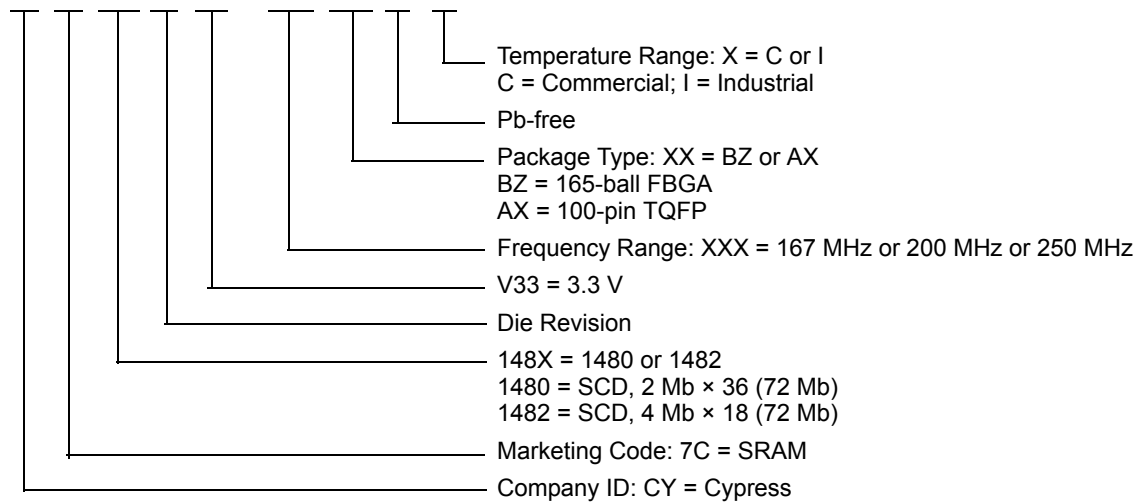 Temperature Range: X = C or I
C = Commercial; I = Industrial
Pb-free
Package Type: XX = BZ or AX
BZ = 165-ball FBGA
AX = 100-pin TQFP
Frequency Range: XXX = 167 MHz or 200 MHz or 250 MHz
V33 = 3.3 V
Die Revision
148X = 1480 or 1482
1480 = SCD, 2 Mb × 36 (72 Mb)
1482 = SCD, 4 Mb × 18 (72 Mb)
Marketing Code: 7C = SRAM
Company ID: CY = Cypress